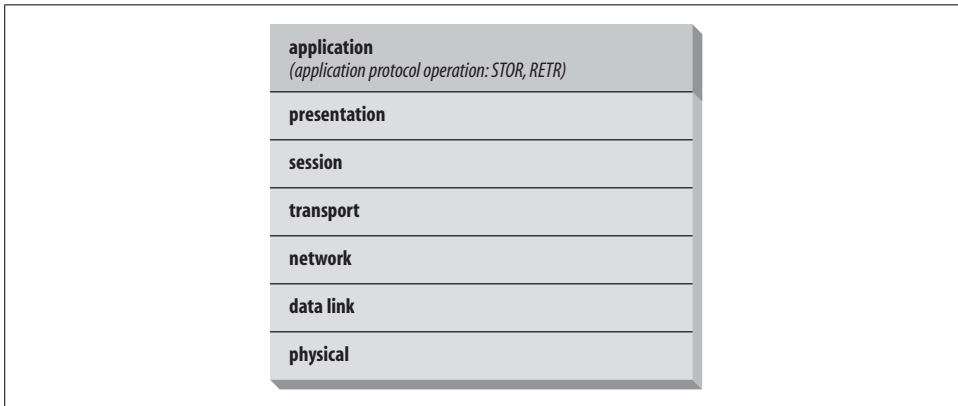 application
(application protocol operation: STOR, RETR)
presentation
session
transport
network
data link
physical